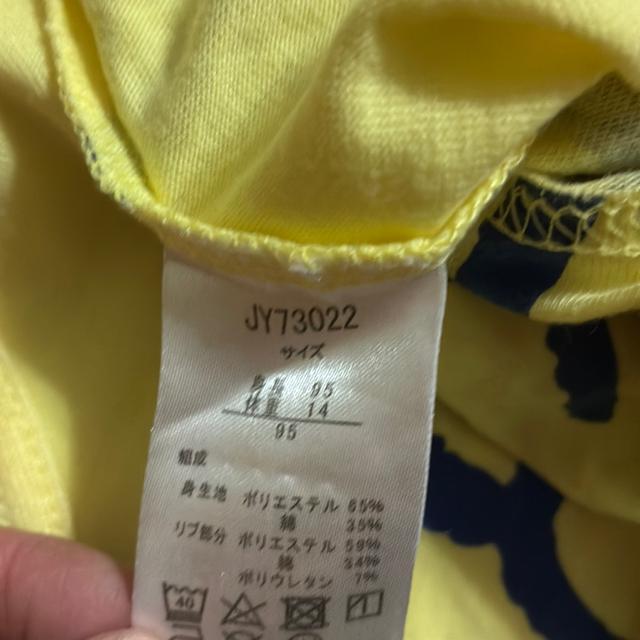 JY73022
サイズ
身長 95
体重 14
95
組成
身生地 ポリエステル 65%
綿 35%
リブ部分 ポリエステル 59%
綿 34%
ポリウレタン 7%
40